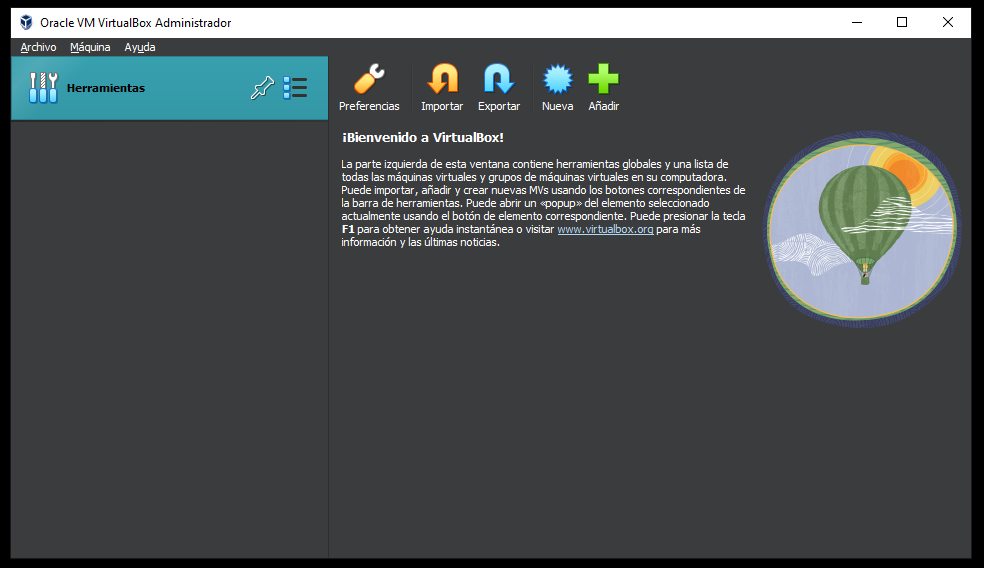 Oracle VM VirtualBox Administrador
Archivo Máquina Ayuda
Herramientas
Preferencias Importar Exportar Nueva Añadir
¡Bienvenido a VirtualBox!
La parte izquierda de esta ventana contiene herramientas globales y una lista de
todas las máquinas virtuales y grupos de máquinas virtuales en su computadora.
Puede importar, añadir y crear nuevas MVs usando los botones correspondientes de
la barra de herramientas. Puede abrir un «popup» del elemento seleccionado
actualmente usando el botón de elemento correspondiente. Puede presionar la tecla
F1 para obtener ayuda instantánea o visitar www.virtualbox.org para más
información y las últimas noticias.